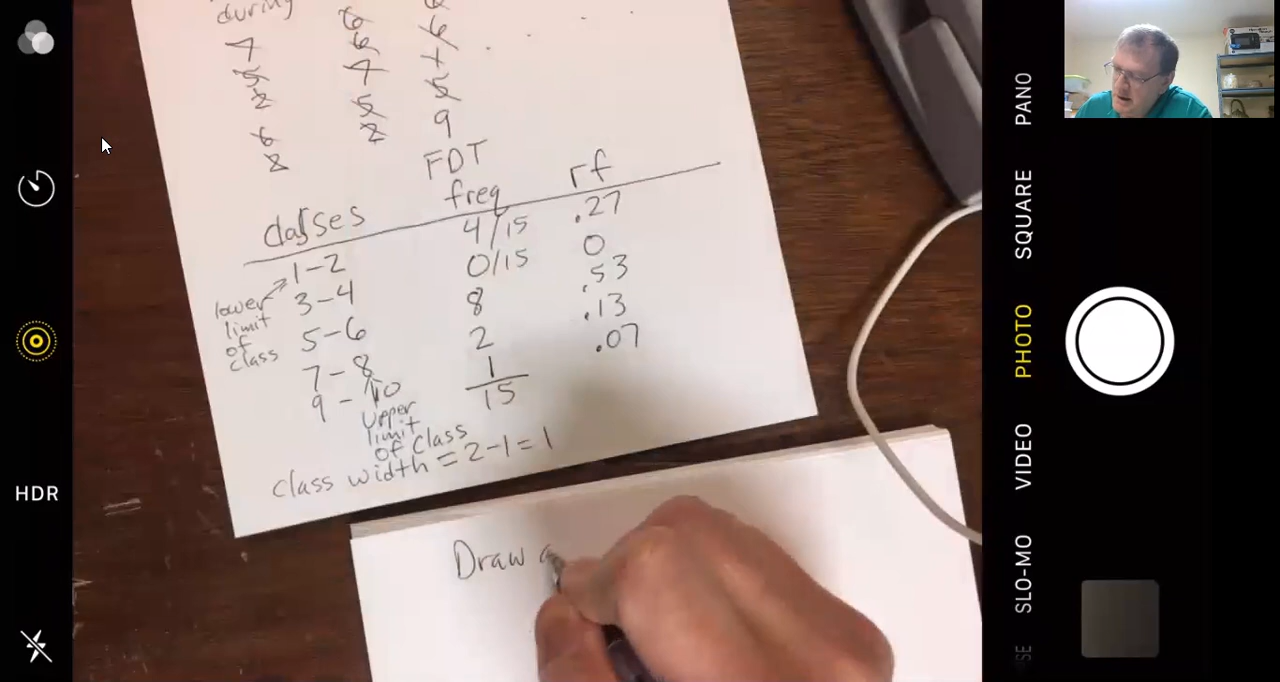 during
7 6 6
5 6 1
2 7 5
6 5 9
2 2
FDT
classes freq rf
1-2 4/15 .27
3-4 0/15 0
5-6 8 .53
7-8 2 .13
9-10 1 .07
15
lower
limit
of
class
Upper
limit
of Class
class width = 2-1=1
Draw a
HDR
PANO
SQUARE
PHOTO
VIDEO
SLO-MO
SE